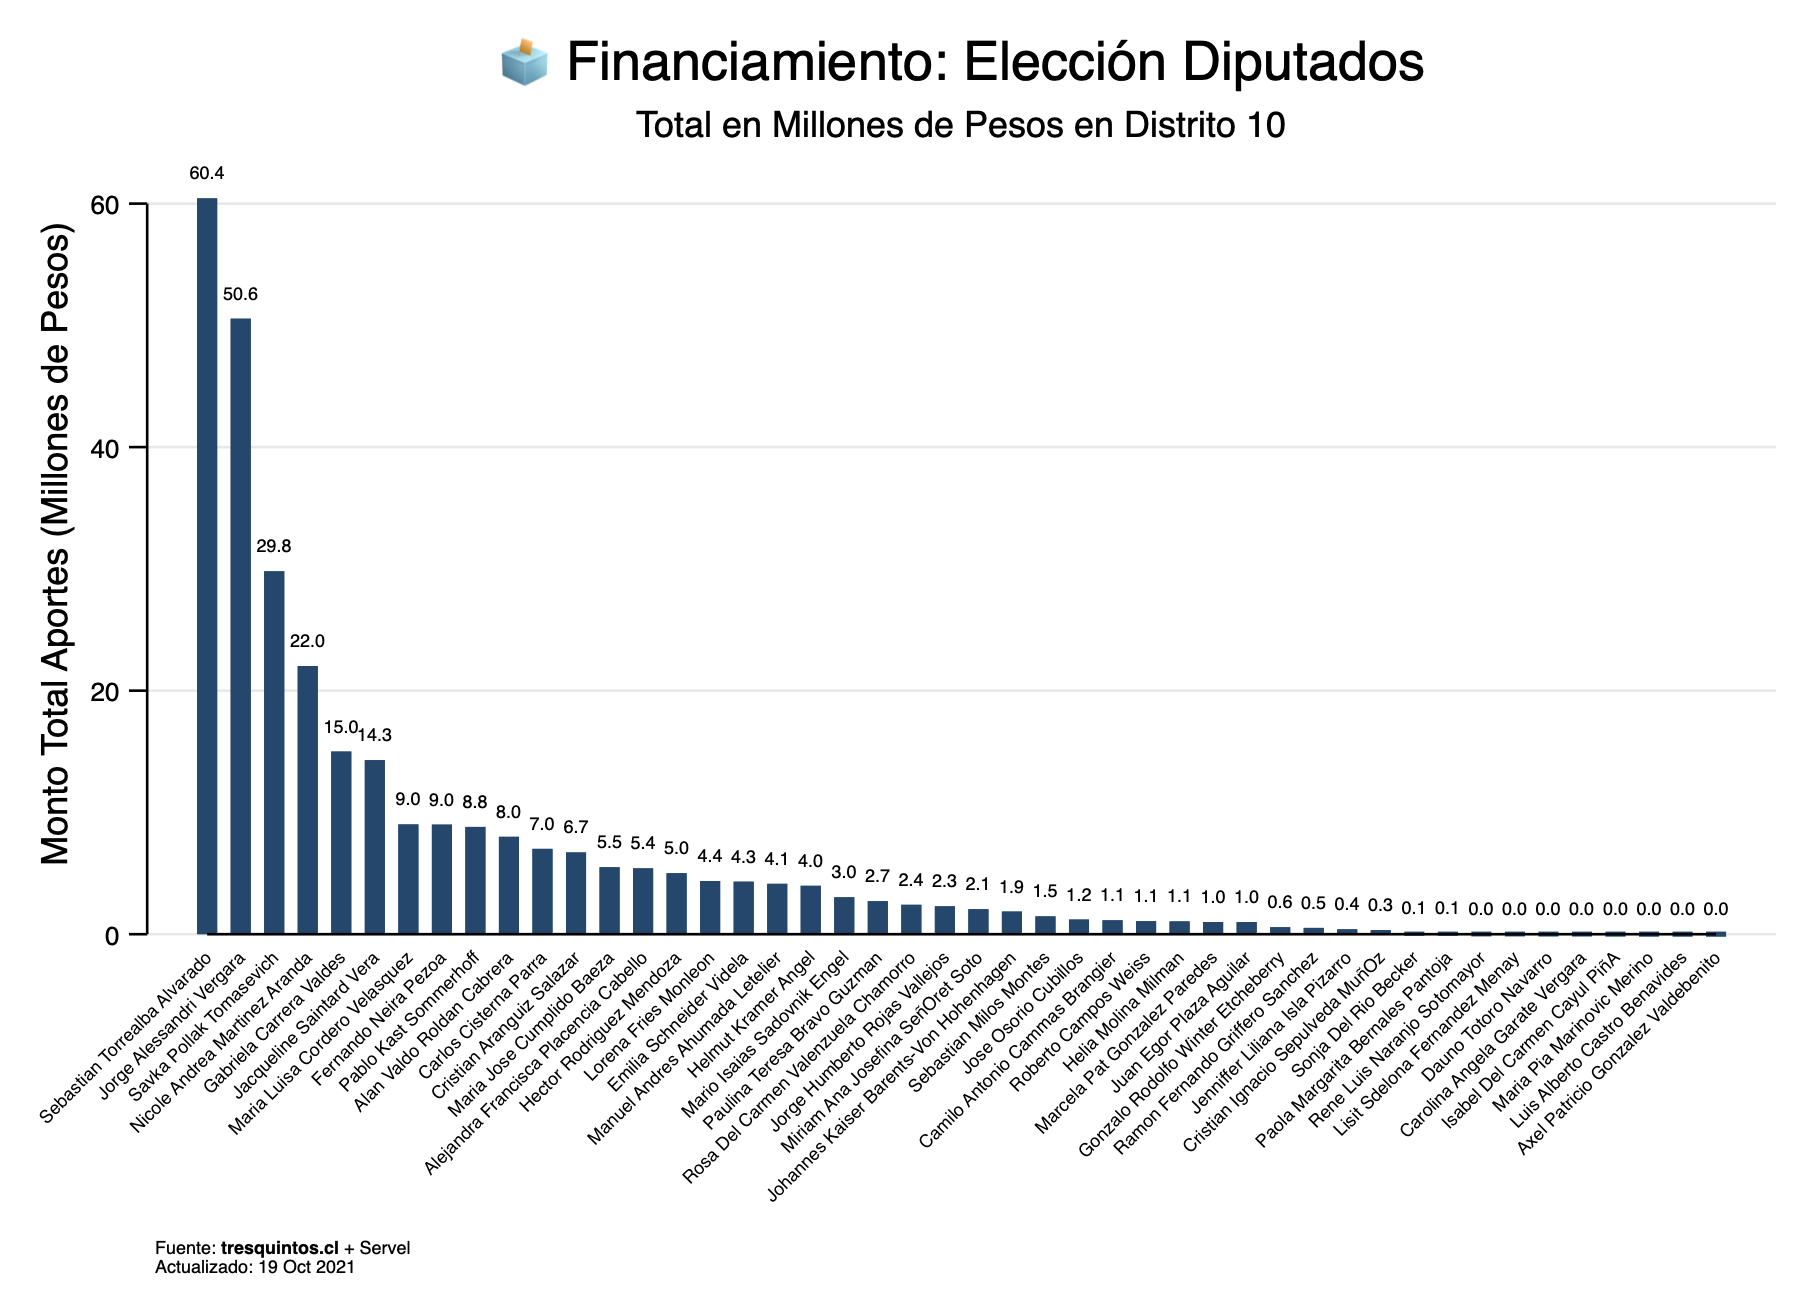 Financiamiento: Elección Diputados
Total en Millones de Pesos en Distrito 10
Monto Total Aportes (Millones de Pesos)
60
40
20
0
60.4
50.6
29.8
22.0
15.0
14.3
9.0
9.0
8.8
8.0
7.0
6.7
5.5
5.4
5.0
4.4
4.3
4.1
4.0
3.0
2.7
2.4
2.3
2.1
1.9
1.5
1.2
1.1
1.1
1.1
1.0
1.0
0.6
0.5
0.4
0.3
0.1
0.1
0.0
0.0
0.0
0.0
0.0
0.0
0.0
0.0
Sebastian Torrealba Alvarado
Jorge Alessandri Vergara
Savka Pollak Tomasevich
Nicole Andrea Martinez Aranda
Gabriela Carrera Valdes
Jacqueline Saintard Vera
Maria Luisa Cordero Velasquez
Fernando Neira Pezoa
Pablo Kast Sommerhoff
Alan Valdo Roldan Cabrera
Carlos Cisterna Parra
Cristian Aranguiz Salazar
Maria Jose Cumplido Baeza
Alejandra Francisca Placencia Cabello
Hector Rodriguez Mendoza
Lorena Fries Monleon
Emilia Schneider Videla
Manuel Andres Ahumada Letelier
Helmut Kramer Angel
Mario Isaias Sadovnik Engel
Paulina Teresa Bravo Guzman
Rosa Del Carmen Valenzuela Chamorro
Jorge Humberto Rojas Vallejos
Miriam Ana Josefina SeñOret Soto
Johannes Kaiser Barents-Von Hohenhagen
Sebastian Milos Montes
Jose Osorio Cubillos
Camilo Antonio Cammas Brangier
Roberto Campos Weiss
Helia Molina Milman
Marcela Pat Gonzalez Paredes
Juan Egor Plaza Aguilar
Gonzalo Rodolfo Winter Etcheberry
Ramon Fernando Griffero Sanchez
Jenniffer Liliana Isla Pizarro
Cristian Ignacio Sepulveda MuñOz
Sonja Del Rio Becker
Paola Margarita Bernales Pantoja
Rene Luis Naranjo Sotomayor
Lisit Sdelona Fernandez Menay
Dauno Totoro Navarro
Carolina Angela Garate Vergara
Isabel Del Carmen Cayul PiñA
Maria Pia Marinovic Merino
Luis Alberto Castro Benavides
Axel Patricio Gonzalez Valdebenito
Fuente: tresquintos.cl + Servel
Actualizado: 19 Oct 2021